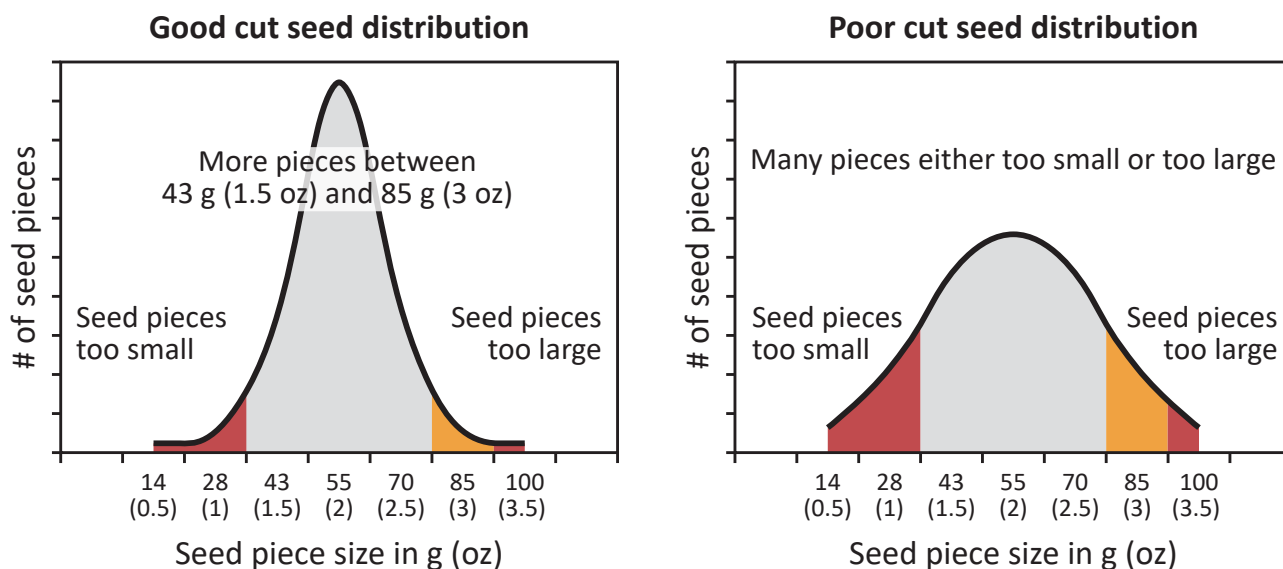 Good cut seed distribution
# of seed pieces
More pieces between
43 g (1.5 oz) and 85 g (3 oz)
Seed pieces
too small
Seed pieces
too large
14 28 43 55 70 85 100
(0.5) (1) (1.5) (2) (2.5) (3) (3.5)
Seed piece size in g (oz)
Poor cut seed distribution
# of seed pieces
Many pieces either too small or too large
Seed pieces
too small
Seed pieces
too large
14 28 43 55 70 85 100
(0.5) (1) (1.5) (2) (2.5) (3) (3.5)
Seed piece size in g (oz)